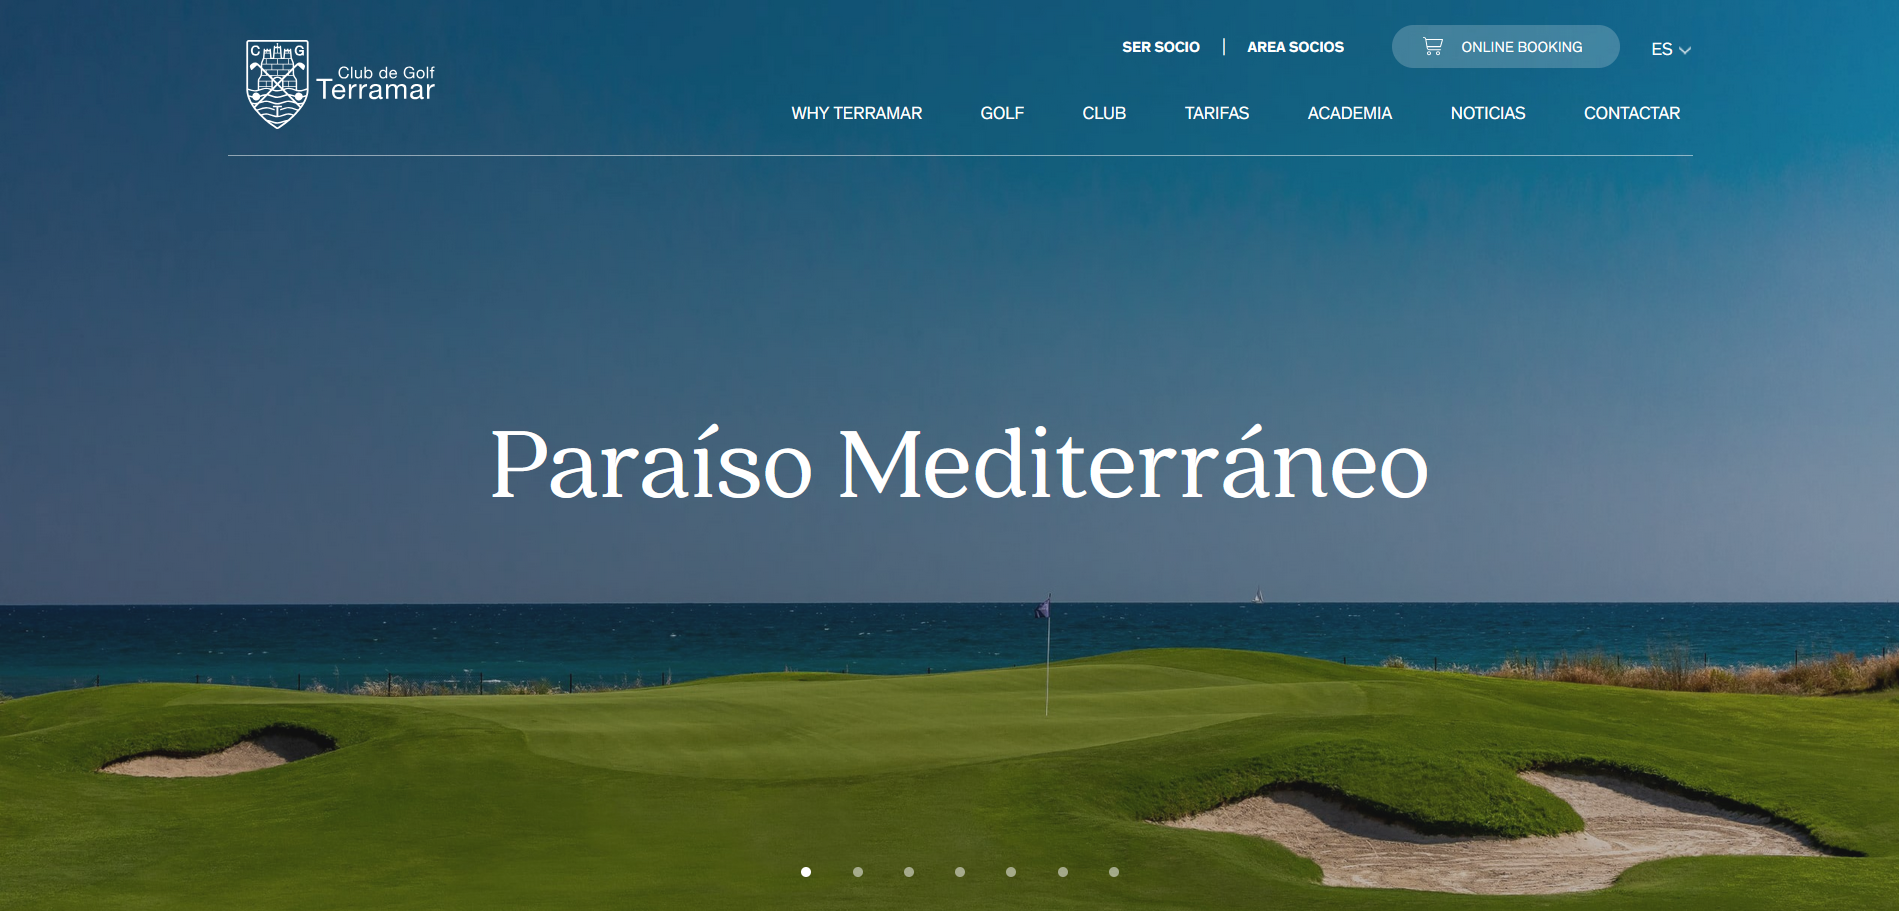 C G
Club de Golf
Terramar
SER SOCIO | AREA SOCIOS
ONLINE BOOKING
ES
WHY TERRAMAR GOLF CLUB TARIFAS ACADEMIA NOTICIAS CONTACTAR
Paraíso Mediterráneo